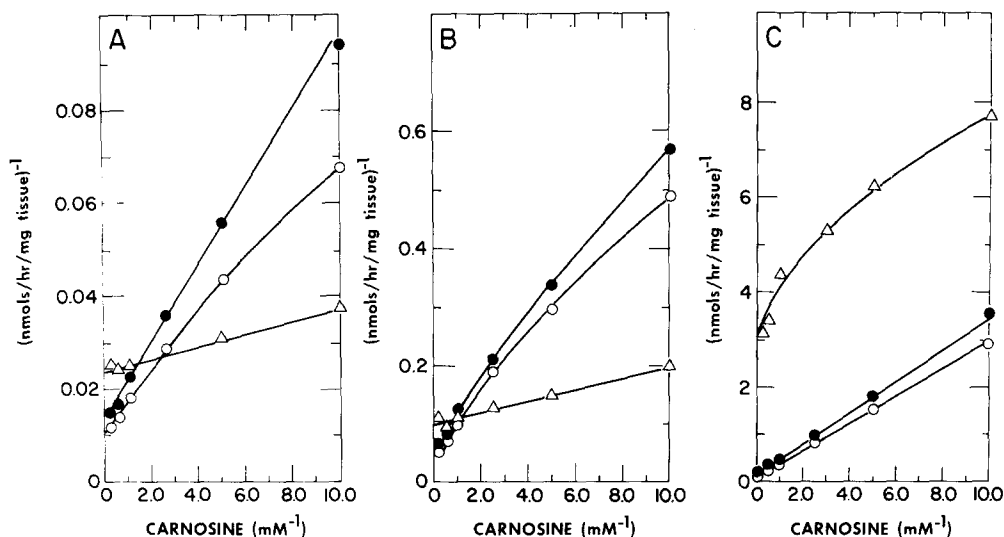 A
0.08
0.06
0.04
0.02
0
2.0 4.0 6.0 8.0 10.0
(nmols/hr/mg tissue)⁻¹
CARNOSINE (mM⁻¹)
B
0.6
0.4
0.2
0
2.0 4.0 6.0 8.0 10.0
(nmols/hr/mg tissue)⁻¹
CARNOSINE (mM⁻¹)
C
8
6
4
2
0
0 2.0 4.0 6.0 8.0 10.0
(nmols/hr/mg tissue)⁻¹
CARNOSINE (mM⁻¹)